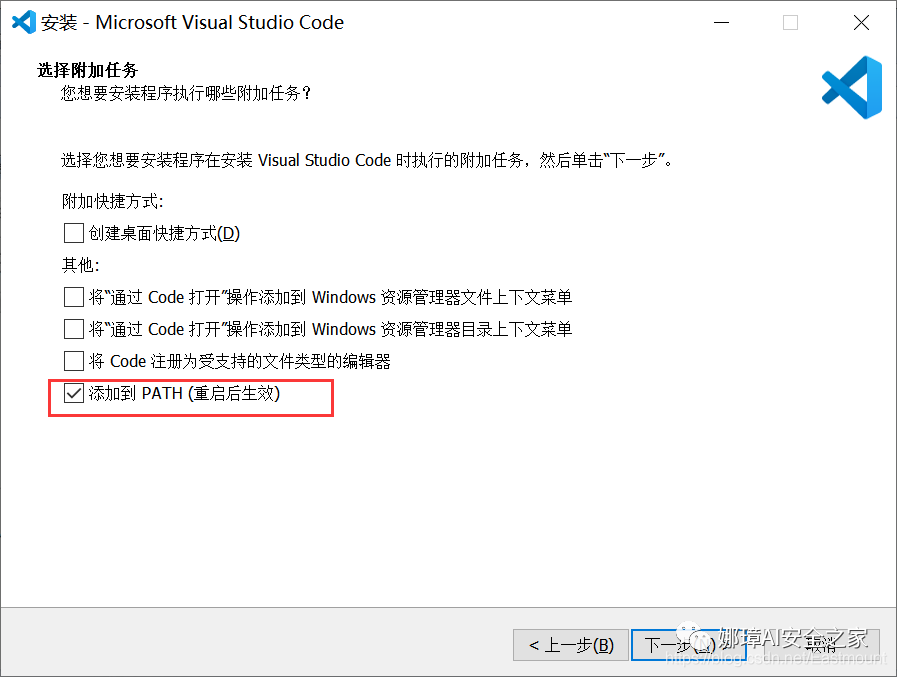 安装 - Microsoft Visual Studio Code
选择附加任务
您想要安装程序执行哪些附加任务？
选择您想要安装程序在安装 Visual Studio Code 时执行的附加任务，然后单击“下一步”。
附加快捷方式:
创建桌面快捷方式(D)
其他:
将“通过 Code 打开”操作添加到 Windows 资源管理器文件上下文菜单
将“通过 Code 打开”操作添加到 Windows 资源管理器目录上下文菜单
将 Code 注册为受支持的文件类型的编辑器
添加到 PATH (重启后生效)
< 上一步(B)
下一步(N) >
取消
娜璋AI安全之家
https://blog.csdn.net/Eastmount